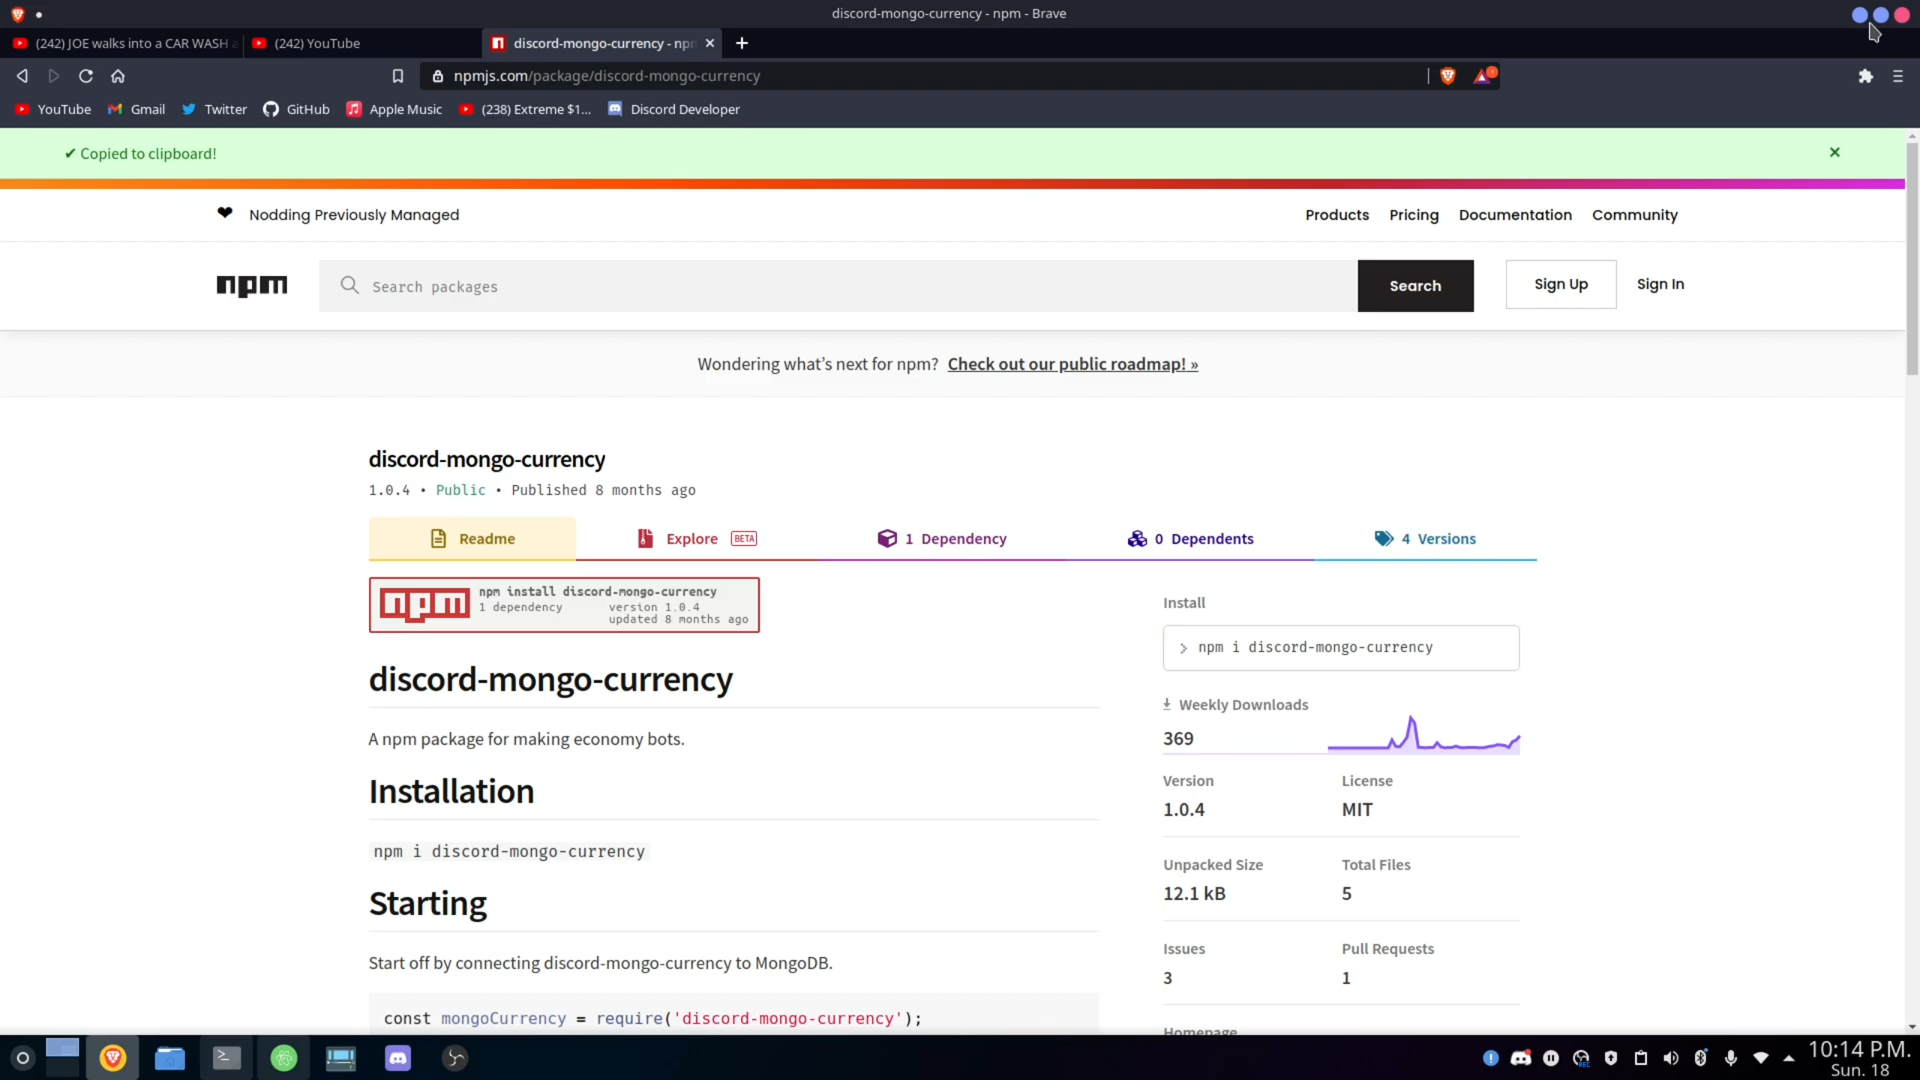 discord-mongo-currency - npm - Brave
(242) JOE walks into a CAR WASH
(242) YouTube
discord-mongo-currency - npm
npmjs.com/package/discord-mongo-currency
YouTube
Gmail
Twitter
GitHub
Apple Music
(238) Extreme $1...
Discord Developer
✔ Copied to clipboard!
×
❤ Nodding Previously Managed
Products
Pricing
Documentation
Community
npm
Search packages
Search
Sign Up
Sign In
Wondering what’s next for npm? Check out our public roadmap! »
discord-mongo-currency
1.0.4 • Public • Published 8 months ago
Readme
Explore BETA
1 Dependency
0 Dependents
4 Versions
npm
npm install discord-mongo-currency
1 dependency version 1.0.4
updated 8 months ago
Install
> npm i discord-mongo-currency
discord-mongo-currency
Weekly Downloads
369
A npm package for making economy bots.
Version License
1.0.4 MIT
Installation
npm i discord-mongo-currency
Unpacked Size Total Files
12.1 kB 5
Starting
Issues Pull Requests
3 1
Start off by connecting discord-mongo-currency to MongoDB.
const mongoCurrency = require('discord-mongo-currency');
Homepage
10:14 P.M.
Sun. 18